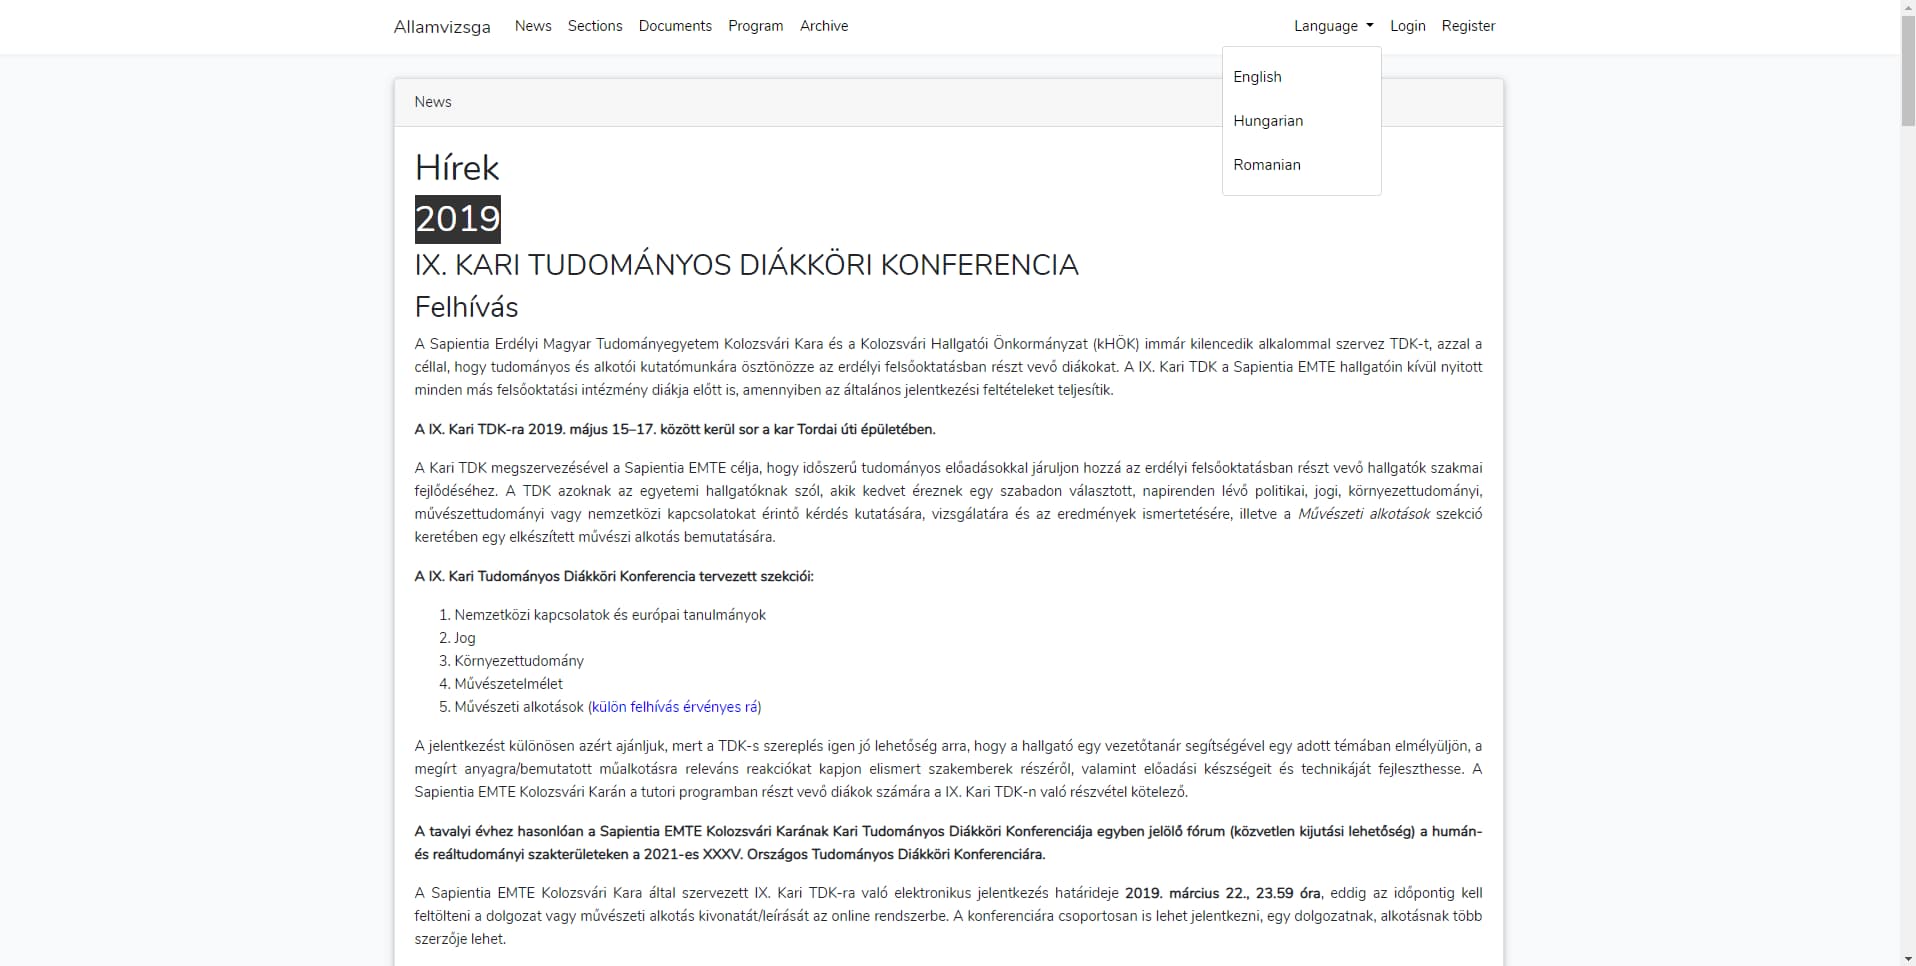 Allamvizsga News Sections Documents Program Archive Language Login Register
English
Hungarian
Romanian
News
Hírek
2019
IX. KARI TUDOMÁNYOS DIÁKKÖRI KONFERENCIA
Felhívás
A Sapientia Erdélyi Magyar Tudományegyetem Kolozsvári Kara és a Kolozsvári Hallgatói Önkormányzat (kHÖK) immár kilencedik alkalommal szervez TDK-t, azzal a
céllal, hogy tudományos és alkotói kutatómunkára ösztönözze az erdélyi felsőoktatásban részt vevő diákokat. A IX. Kari TDK a Sapientia EMTE hallgatóin kívül nyitott
minden más felsőoktatási intézmény diákja előtt is, amennyiben az általános jelentkezési feltételeket teljesítik.
A IX. Kari TDK-ra 2019. május 15–17. között kerül sor a kar Tordai úti épületében.
A Kari TDK megszervezésével a Sapientia EMTE célja, hogy időszerű tudományos előadásokkal járuljon hozzá az erdélyi felsőoktatásban részt vevő hallgatók szakmai
fejlődéséhez. A TDK azoknak az egyetemi hallgatóknak szól, akik kedvet éreznek egy szabadon választott, napirenden lévő politikai, jogi, környezettudományi,
művészettudományi vagy nemzetközi kapcsolatokat érintő kérdés kutatására, vizsgálatára és az eredmények ismertetésére, illetve a Művészeti alkotások szekció
keretében egy elkészített művészi alkotás bemutatására.
A IX. Kari Tudományos Diákköri Konferencia tervezett szekciói:
1. Nemzetközi kapcsolatok és európai tanulmányok
2. Jog
3. Környezettudomány
4. Művészetelmélet
5. Művészeti alkotások (külön felhívás érvényes rá)
A jelentkezést különösen azért ajánljuk, mert a TDK-s szereplés igen jó lehetőség arra, hogy a hallgató egy vezetőtanár segítségével egy adott témában elmélyüljön, a
megírt anyagra/bemutatott műalkotásra releváns reakciókat kapjon elismert szakemberek részéről, valamint előadási készségeit és technikáját fejleszthesse. A
Sapientia EMTE Kolozsvári Karán a tutori programban részt vevő diákok számára a IX. Kari TDK-n való részvétel kötelező.
A tavalyi évhez hasonlóan a Sapientia EMTE Kolozsvári Karának Kari Tudományos Diákköri Konferenciája egyben jelölő fórum (közvetlen kijutási lehetőség) a humán-
és reáltudományi szakterületeken a 2021-es XXXV. Országos Tudományos Diákköri Konferenciára.
A Sapientia EMTE Kolozsvári Kara által szervezett IX. Kari TDK-ra való elektronikus jelentkezés határideje 2019. március 22., 23.59 óra, eddig az időpontig kell
feltölteni a dolgozat vagy művészeti alkotás kivonatát/leírását az online rendszerbe. A konferenciára csoportosan is lehet jelentkezni, egy dolgozatnak, alkotásnak több
szerzője lehet.